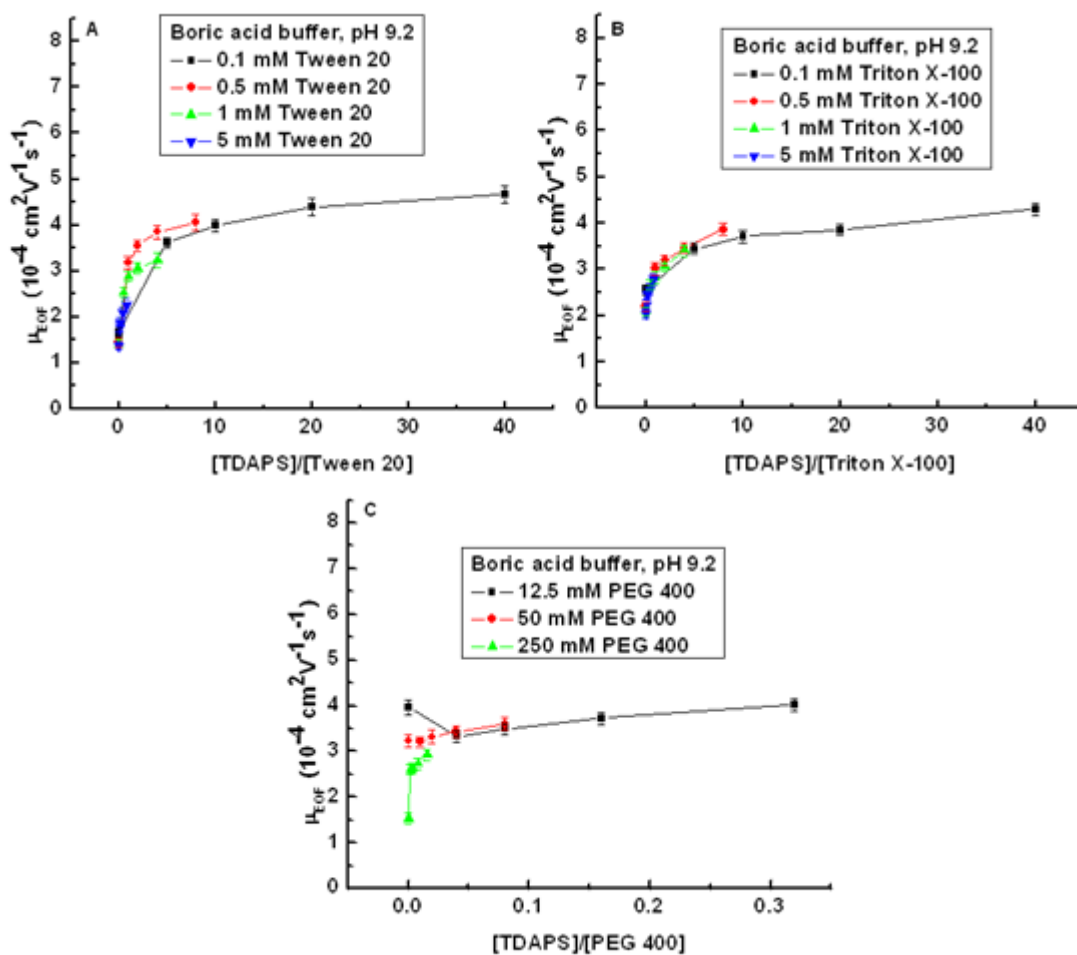 A
Boric acid buffer, pH 9.2
0.1 mM Tween 20
0.5 mM Tween 20
1 mM Tween 20
5 mM Tween 20
μEOF (10⁻⁴ cm²V⁻¹s⁻¹)
8
7
6
5
4
3
2
1
0
0 10 20 30 40
[TDAPS]/[Tween 20]
B
Boric acid buffer, pH 9.2
0.1 mM Triton X-100
0.5 mM Triton X-100
1 mM Triton X-100
5 mM Triton X-100
μEOF (10⁻⁴ cm²V⁻¹s⁻¹)
8
7
6
5
4
3
2
1
0
0 10 20 30 40
[TDAPS]/[Triton X-100]
C
Boric acid buffer, pH 9.2
12.5 mM PEG 400
50 mM PEG 400
250 mM PEG 400
μEOF (10⁻⁴ cm²V⁻¹s⁻¹)
8
7
6
5
4
3
2
1
0
0.0 0.1 0.2 0.3
[TDAPS]/[PEG 400]